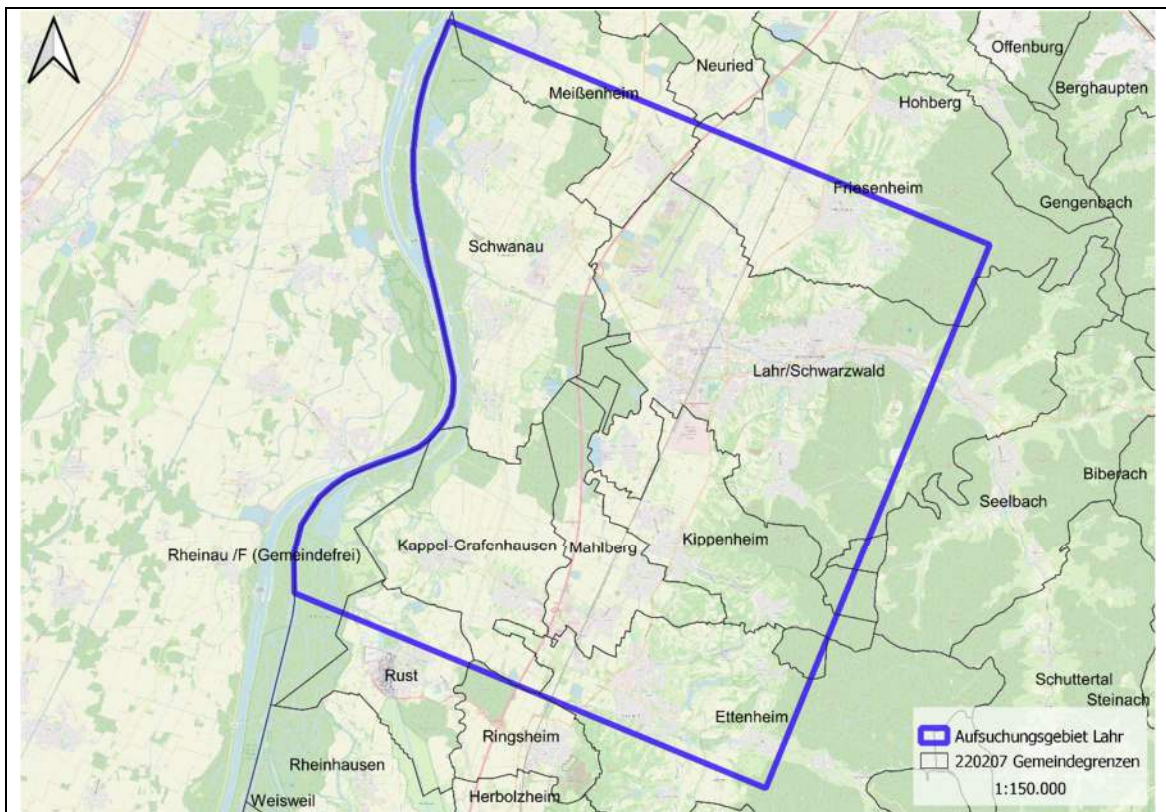 Offenburg
Neuried
Berghaupten
Meißenheim
Hohberg
Friesenheim
Gengenbach
Schwanau
Lahr/Schwarzwald
Biberach
Seelbach
Rheinau /F (Gemeindefrei)
Kappel-Grafenhausen
Mahlberg
Kippenheim
Rust
Schuttertal
Steinach
Ettenheim
Ringsheim
Rheinhausen
Weisweil
Herbolzheim
Aufsuchungsgebiet Lahr
220207 Gemeindegrenzen
1:150.000